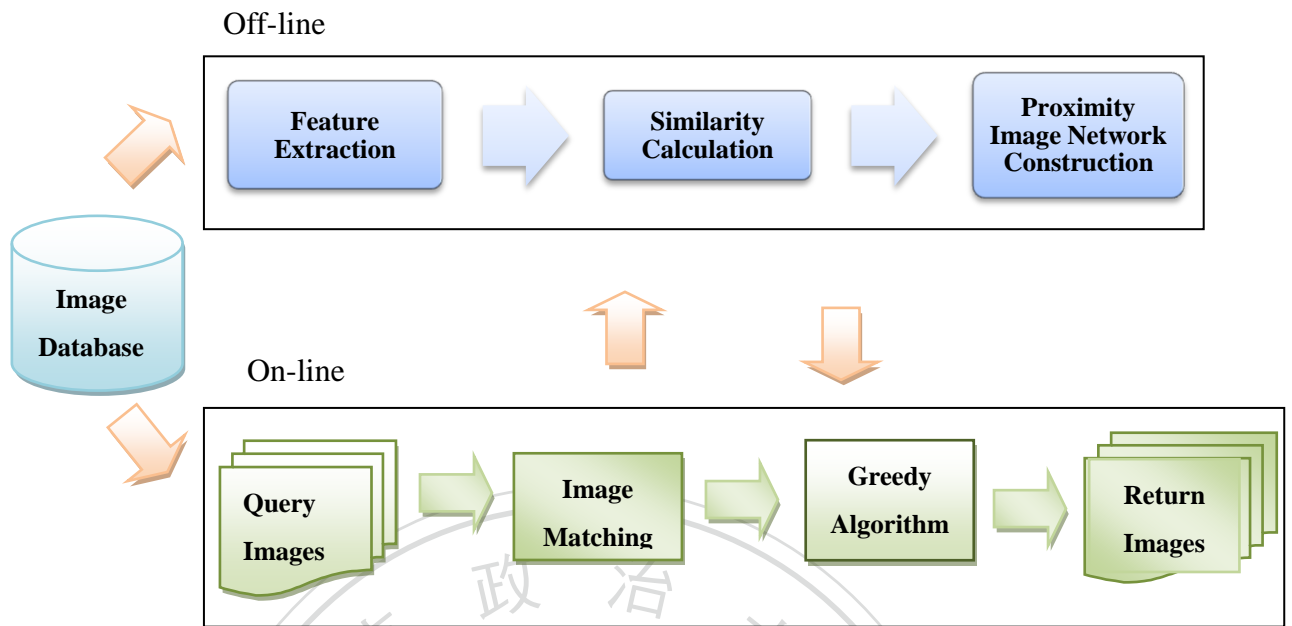 Off-line
Feature
Extraction
Similarity
Calculation
Proximity
Image Network
Construction
Image
Database
On-line
Query
Images
Image
Matching
Greedy
Algorithm
Return
Images
政 治